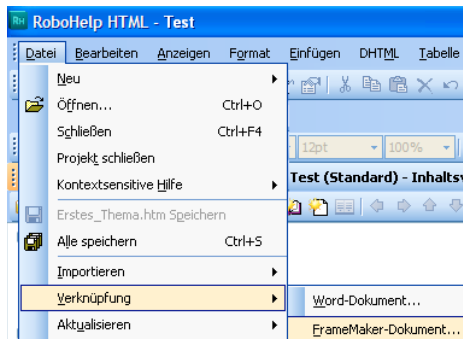 RH RoboHelp HTML - Test
Datei Bearbeiten Anzeigen Format Einfügen DHTML Tabelle
Neu
Öffnen... Ctrl+O
Schließen Ctrl+F4
Projekt schließen
12pt 100%
Kontextsensitive Hilfe
Test (Standard) - Inhaltsv
Erstes_Thema.htm Speichern
Alle speichern Ctrl+S
Importieren
Verknüpfung
Word-Dokument...
Aktualisieren
FrameMaker-Dokument...